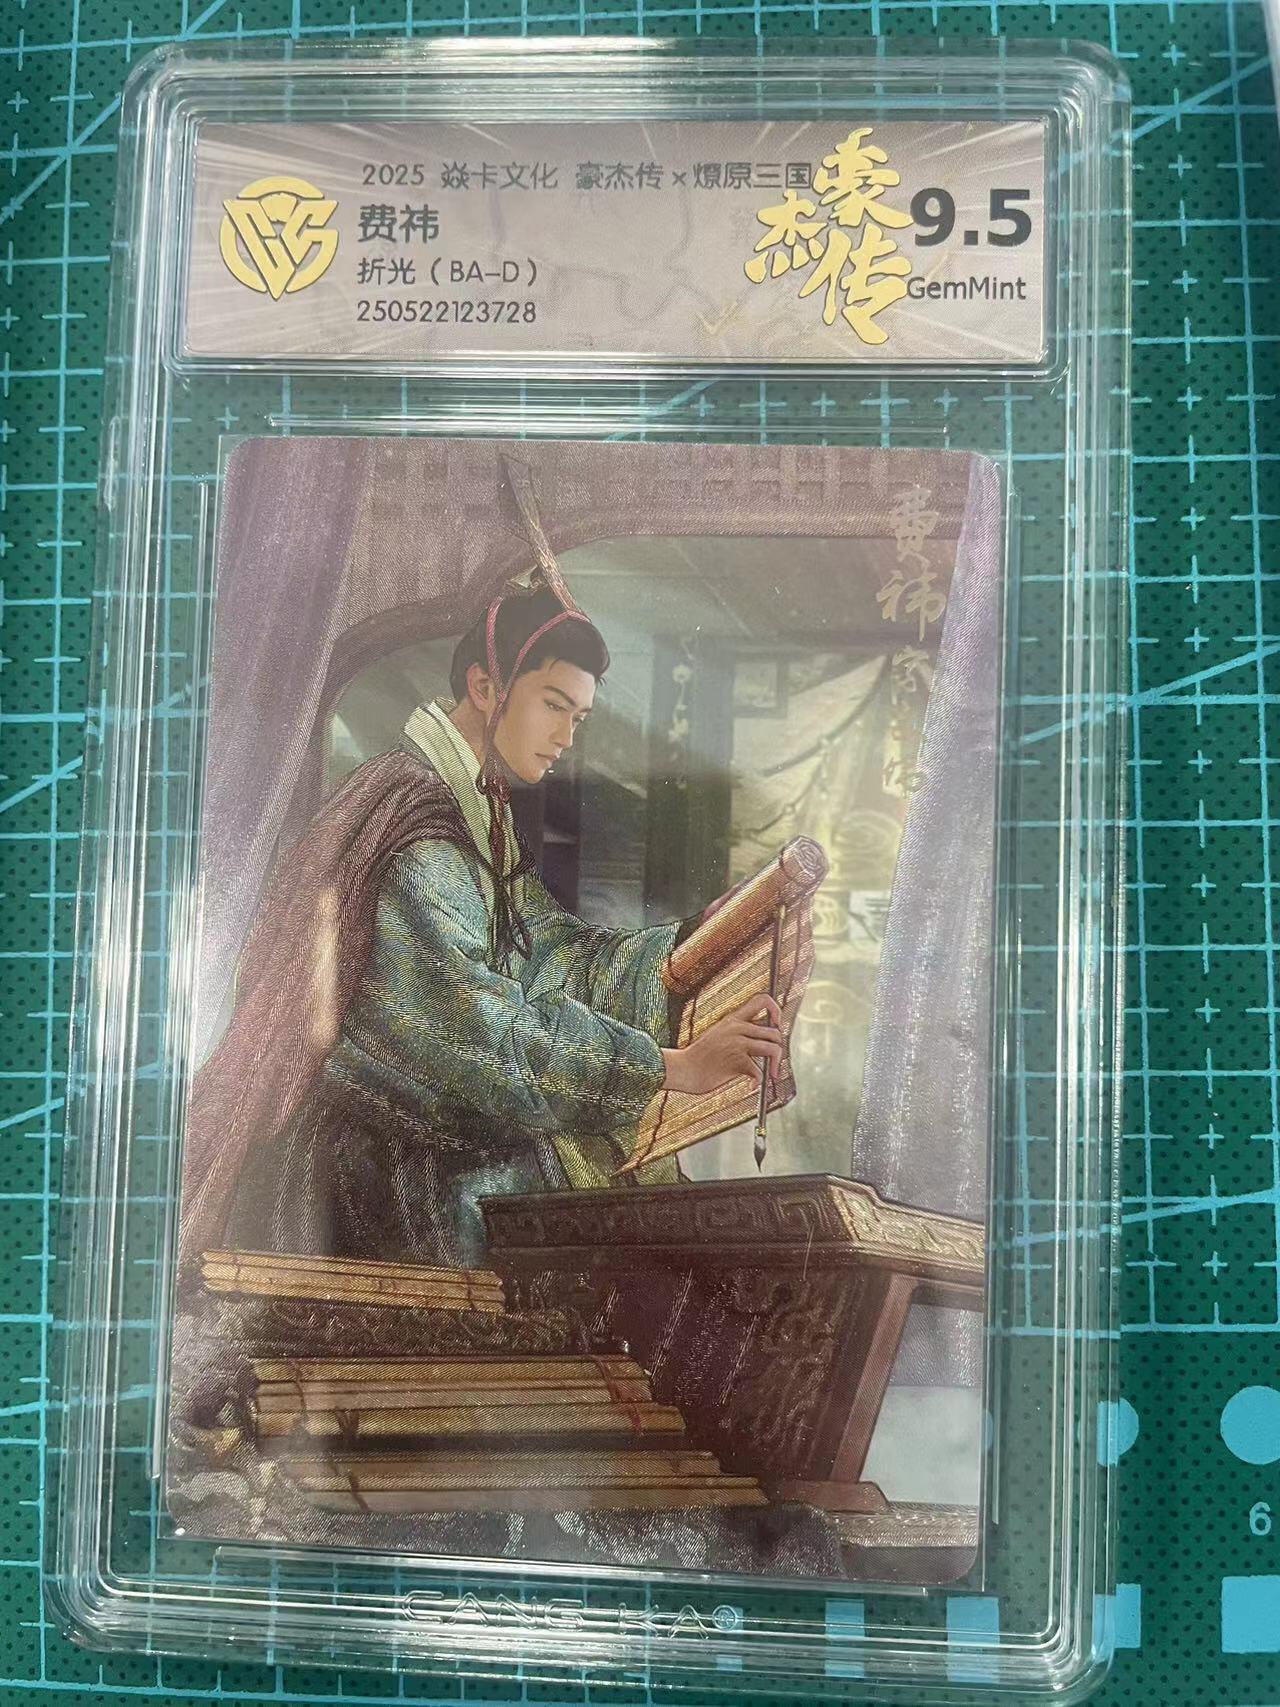 2025 焱卡文化 豪杰传×燎原三国
费祎
折光（BA-D）
250522123728
豪杰传
9.5
GemMint
费祎
CANG KA®
6